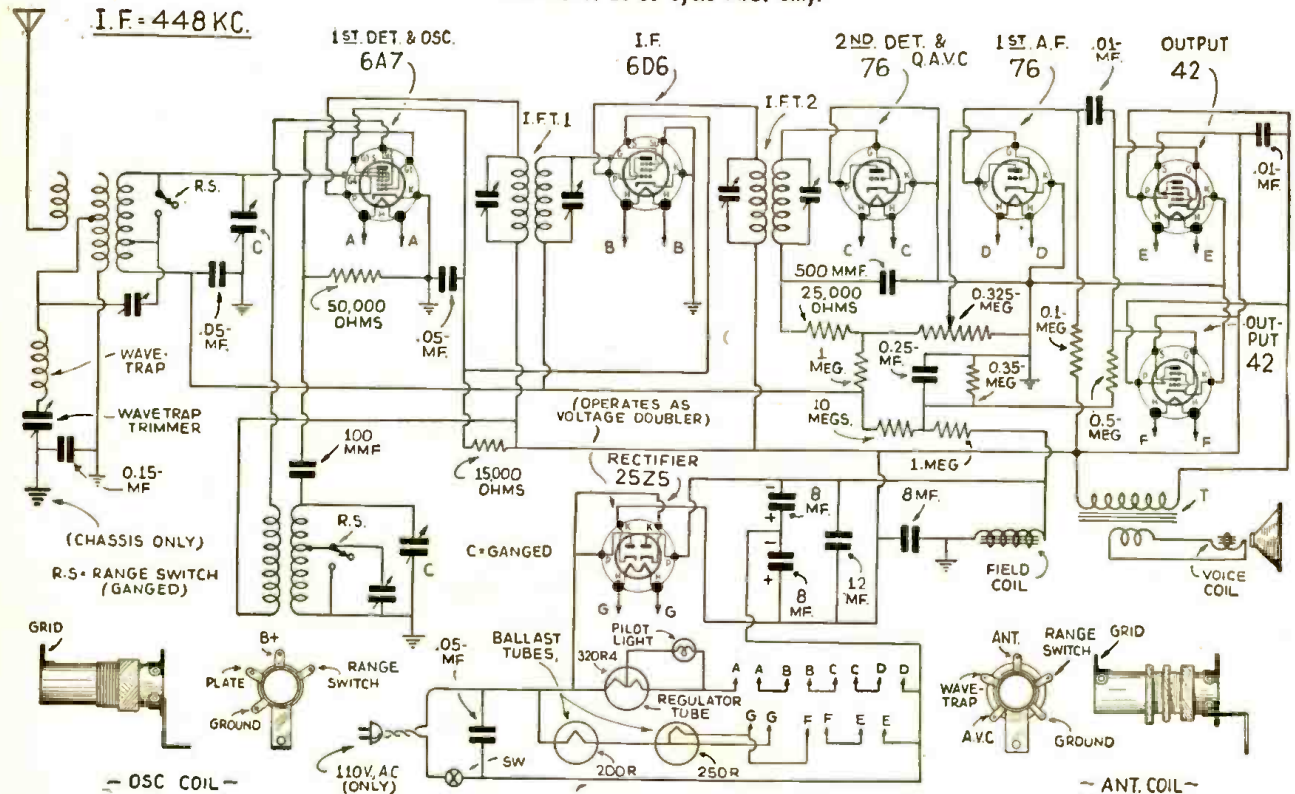 I.F.=448 KC.
1ST. DET. & OSC.
6A7
I.F.
6D6
2ND. DET. &
Q.A.V.C
76
1ST. A.F.
76
.01-
MF.
OUTPUT
42
I.F.T.1
I.F.T.2
R.S.
C
.01-
MF.
A A
B B
C C
D D
E E
500 MMF.
25,000
OHMS
0.325-
MEG
50,000
OHMS
.05-
MF.
.05-
MF.
0.1-
MEG
OUT-
PUT
42
WAVE-
TRAP
1
MEG.
0.25-
MF.
0.35-
MEG
WAVETRAP
TRIMMER
(OPERATES AS
VOLTAGE DOUBLER)
10
MEGS.
0.5-
MEG
F F
100
MMF
0.15-
MF
15,000
OHMS
RECTIFIER
25Z5
1.MEG
8
MF.
8 MF.
T
(CHASSIS ONLY)
R.S.
R.S= RANGE SWITCH
(GANGED)
C
C=GANGED
G G
8
MF.
12
MF.
FIELD
COIL
VOICE
COIL
GRID
B+
PLATE
RANGE
SWITCH
GROUND
.05-
MF
BALLAST
TUBES,
PILOT
LIGHT
320R4
REGULATOR
TUBE
A A B B C C D D
G G F F E E
ANT.
RANGE
SWITCH
GRID
WAVE-
TRAP
A.V.C
GROUND
110V., A.C
(ONLY)
SW
200R
250R
- OSC COIL -
- ANT. COIL -